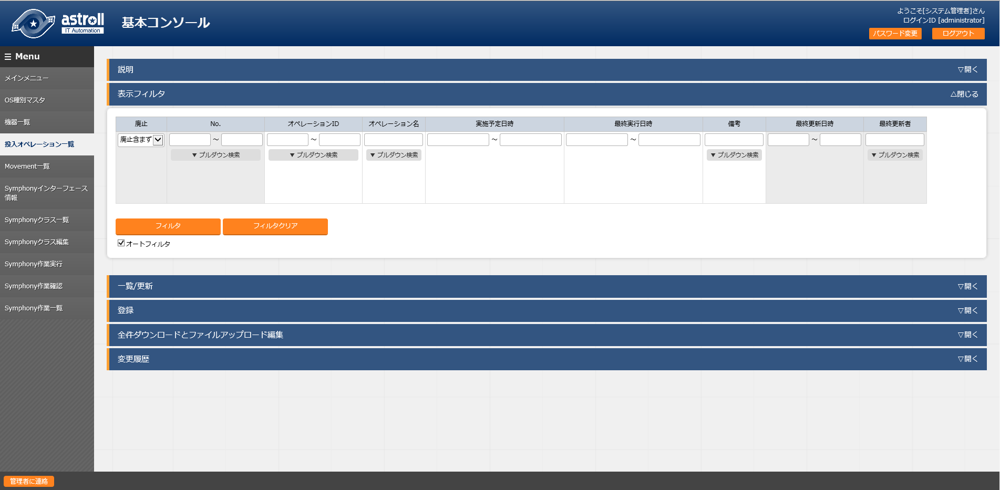 astroll
IT Automation
基本コンソール
ようこそ[システム管理者]さん
ログインID [administrator]
パスワード変更
ログアウト
Menu
メインメニュー
OS種別マスタ
機器一覧
投入オペレーション一覧
Movement一覧
Symphonyインターフェース
情報
Symphonyクラス一覧
Symphonyクラス編集
Symphony作業実行
Symphony作業確認
Symphony作業一覧
説明 ▽開く
表示フィルタ △閉じる
廃止 No. オペレーションID オペレーション名 実施予定日時 最終実行日時 備考 最終更新日時 最終更新者
廃止含まず ～ ～ ～ ～ ～
▼プルダウン検索 ▼プルダウン検索 ▼プルダウン検索 ▼プルダウン検索 ▼プルダウン検索
フィルタ フィルタクリア
オートフィルタ
一覧/更新 ▽開く
登録 ▽開く
全件ダウンロードとファイルアップロード編集 ▽開く
変更履歴 ▽開く
管理者に連絡